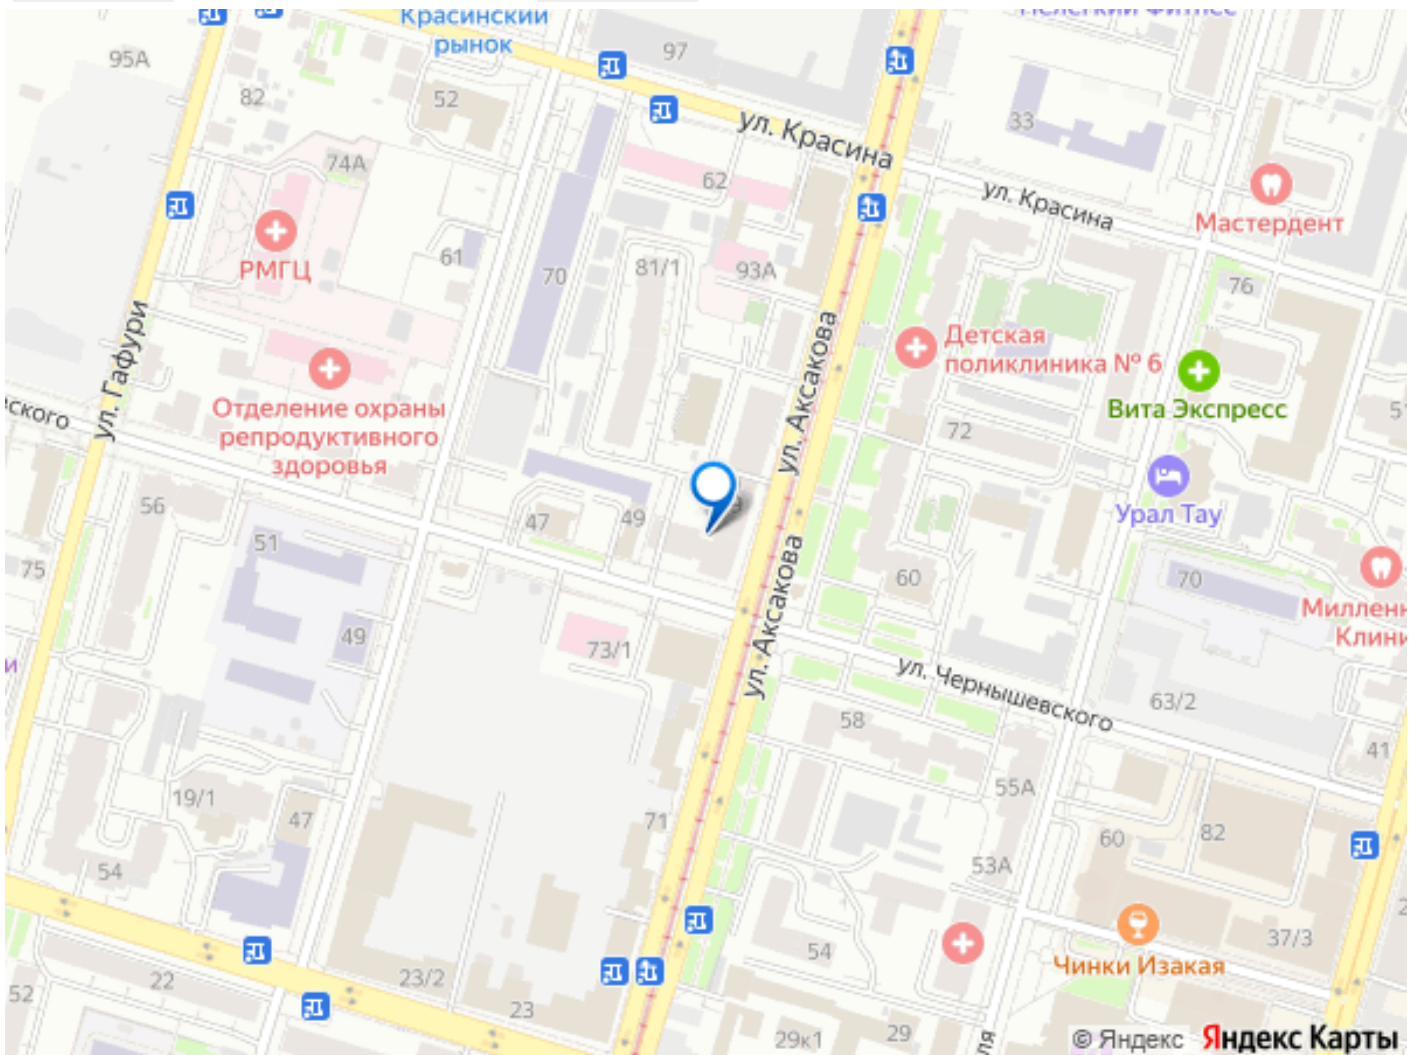 Красинский
рынок
Нелёгкий Фитнес
95А
97
82
52
33
ул. Красина
74А
62
ул. Красина
Мастердент
РМГЦ
61
70
81/1
93А
76
ул. Гафури
ул. Аксакова
Детская
поликлиника № 6
Вита Экспресс
Отделение охраны
репродуктивного
здоровья
72
ул. Аксакова
Урал Тау
56
51
47
49
60
70
75
49
73/1
ул. Аксакова
ул. Чернышевского
63/2
58
41
19/1
47
71
55А
60
82
54
53А
37/3
54
Чинки Изакая
22
23/2
52
23
29к1
29
© Яндекс Яндекс Карты